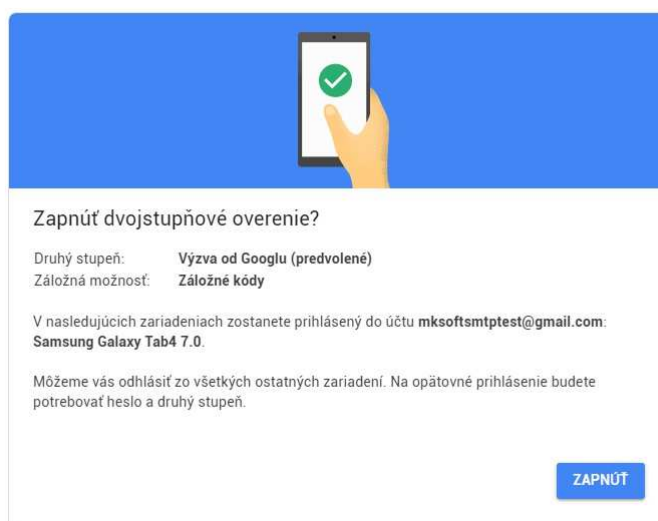 Zapnúť dvojstupňové overenie?
Druhý stupeň: Výzva od Googlu (predvolené)
Záložná možnosť: Záložné kódy
V nasledujúcich zariadeniach zostanete prihlásený do účtu mksoftsmtptest@gmail.com:
Samsung Galaxy Tab4 7.0.
Môžeme vás odhlásiť zo všetkých ostatných zariadení. Na opätovné prihlásenie budete
potrebovať heslo a druhý stupeň.
ZAPNÚŤ